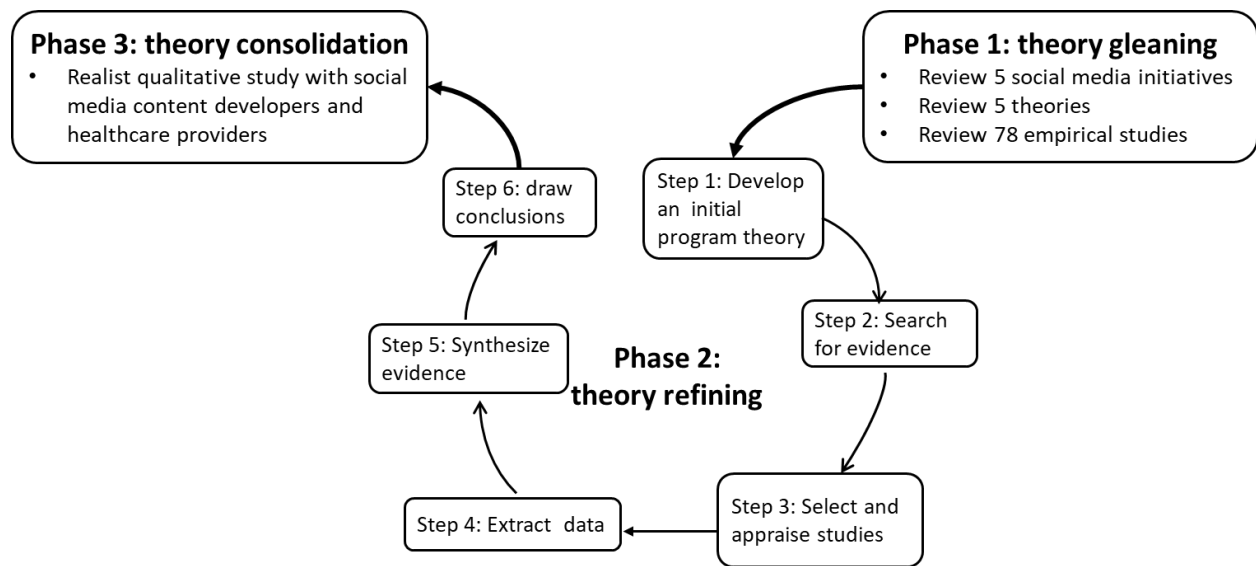 Phase 3: theory consolidation
• Realist qualitative study with social
media content developers and
healthcare providers
Phase 1: theory gleaning
• Review 5 social media initiatives
• Review 5 theories
• Review 78 empirical studies
Step 1: Develop
an initial
program theory
Step 2: Search
for evidence
Step 3: Select and
appraise studies
Step 4: Extract data
Step 5: Synthesize
evidence
Step 6: draw
conclusions
Phase 2:
theory refining